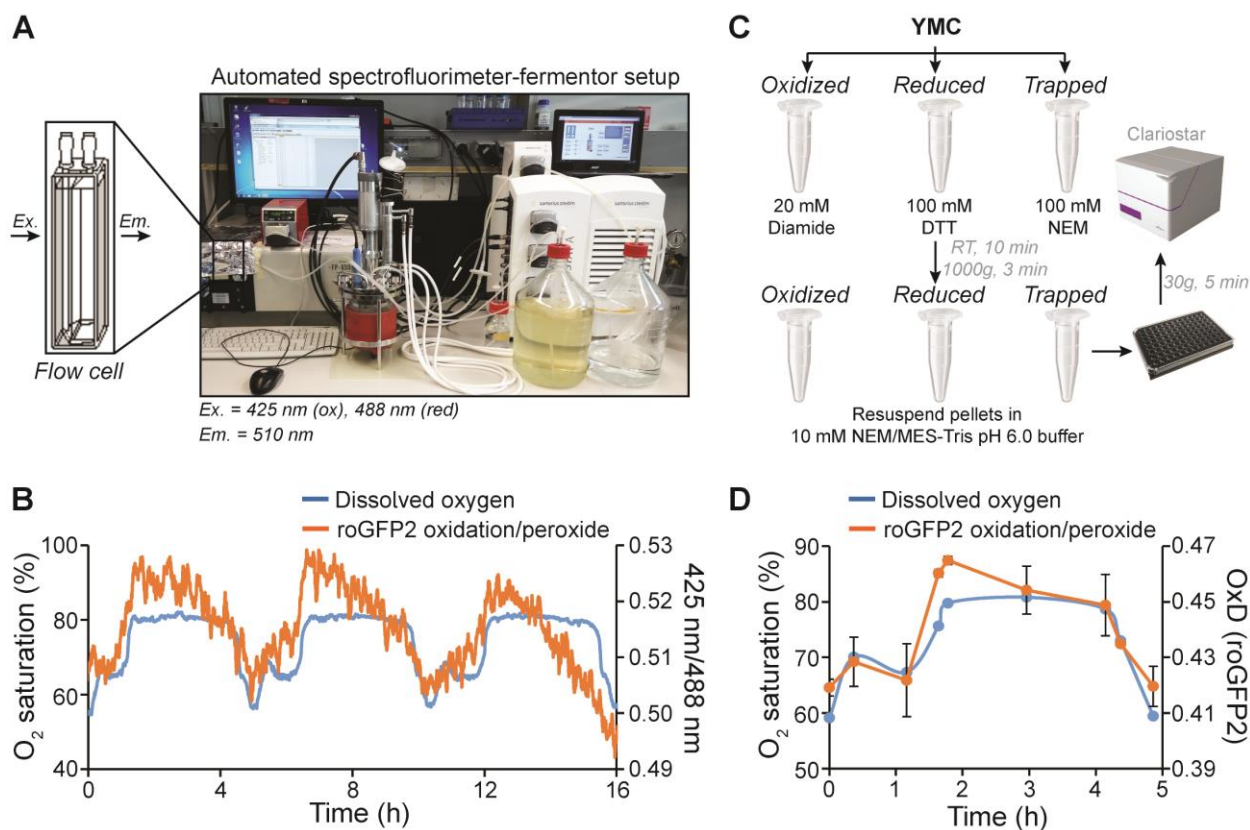 A
Automated spectrofluorimeter-fermentor setup
Ex.
Em.
Flow cell
Ex. = 425 nm (ox), 488 nm (red)
Em. = 510 nm
C
YMC
Oxidized Reduced Trapped
Clariostar
20 mM
Diamide
100 mM
DTT
100 mM
NEM
RT, 10 min
1000g, 3 min
30g, 5 min
Oxidized Reduced Trapped
Resuspend pellets in
10 mM NEM/MES-Tris pH 6.0 buffer
B
Dissolved oxygen
roGFP2 oxidation/peroxide
O2 saturation (%)
100
80
60
40
0 4 8 12 16
Time (h)
0.53
0.52
0.51
0.50
0.49
425 nm/488 nm
D
Dissolved oxygen
roGFP2 oxidation/peroxide
O2 saturation (%)
90
80
70
60
50
0 1 2 3 4 5
Time (h)
0.47
0.45
0.43
0.41
0.39
OxD (roGFP2)